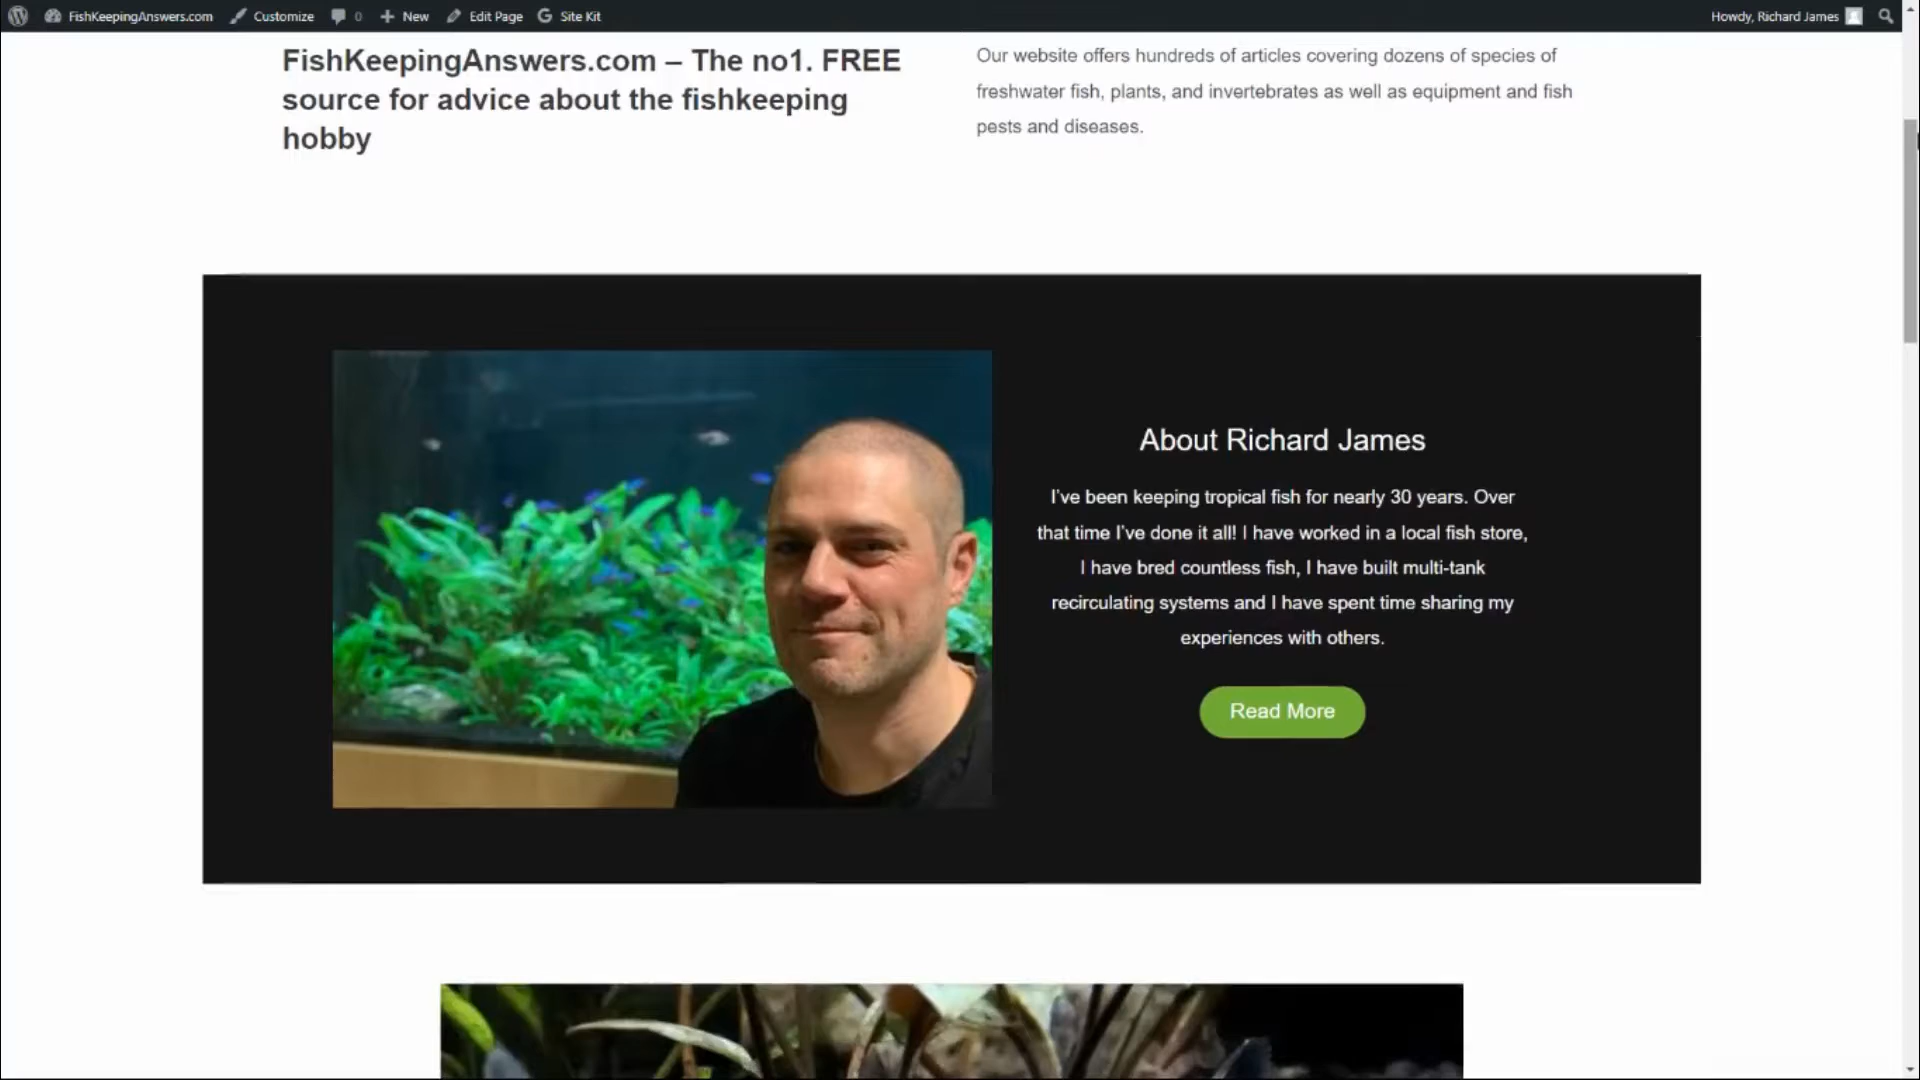 FishKeepingAnswers.com Customize 0 New Edit Page Site Kit Howdy, Richard James
FishKeepingAnswers.com – The no1. FREE
source for advice about the fishkeeping
hobby
Our website offers hundreds of articles covering dozens of species of
freshwater fish, plants, and invertebrates as well as equipment and fish
pests and diseases.
About Richard James
I've been keeping tropical fish for nearly 30 years. Over
that time I've done it all! I have worked in a local fish store,
I have bred countless fish, I have built multi-tank
recirculating systems and I have spent time sharing my
experiences with others.
Read More